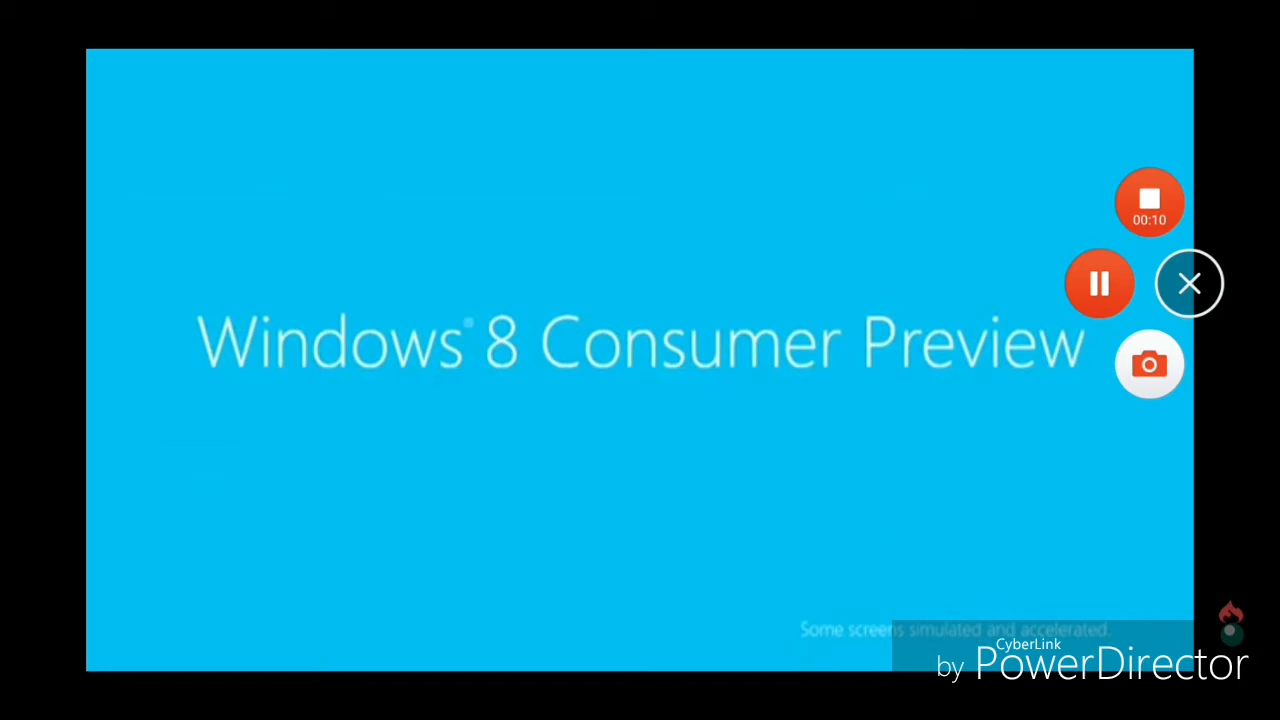 00:10
Windows® 8 Consumer Preview
Some screens simulated and accelerated.
CyberLink
by PowerDirector